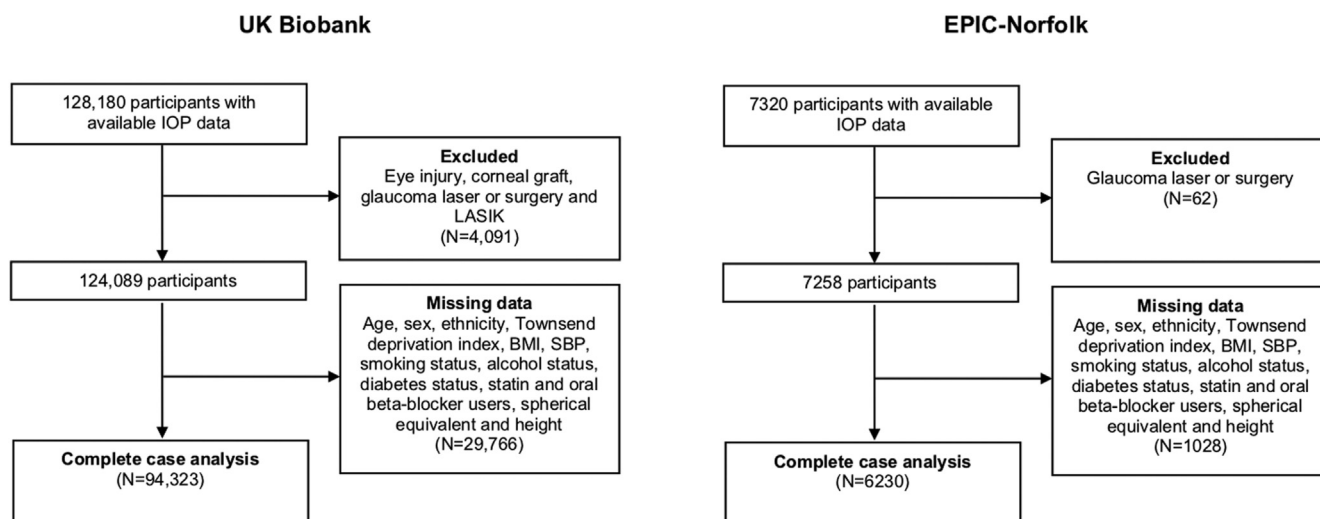 UK Biobank
128,180 participants with
available IOP data
Excluded
Eye injury, corneal graft,
glaucoma laser or surgery and
LASIK
(N=4,091)
124,089 participants
Missing data
Age, sex, ethnicity, Townsend
deprivation index, BMI, SBP,
smoking status, alcohol status,
diabetes status, statin and oral
beta-blocker users, spherical
equivalent and height
(N=29,766)
Complete case analysis
(N=94,323)
EPIC-Norfolk
7320 participants with available
IOP data
Excluded
Glaucoma laser or surgery
(N=62)
7258 participants
Missing data
Age, sex, ethnicity, Townsend
deprivation index, BMI, SBP,
smoking status, alcohol status,
diabetes status, statin and oral
beta-blocker users, spherical
equivalent and height
(N=1028)
Complete case analysis
(N=6230)